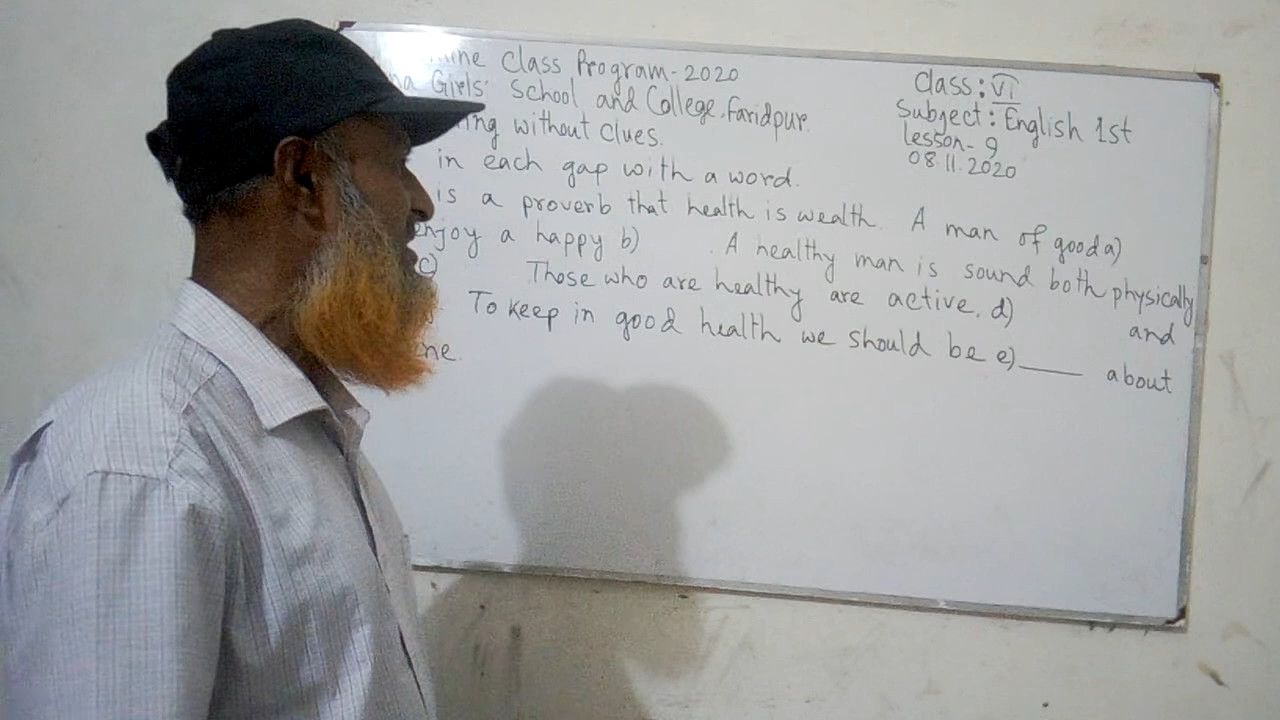 Class Program-2020
Girls' School and College, Faridpur.
without Clues.
in each gap with a word.
is a proverb that health is wealth. A man of good a)
enjoy a happy b) . A healthy man is sound both physically
c) Those who are healthy are active, d) and
To keep in good health we should be e)____ about
Class: VI
Subject: English 1st
Lesson-9
08.11.2020